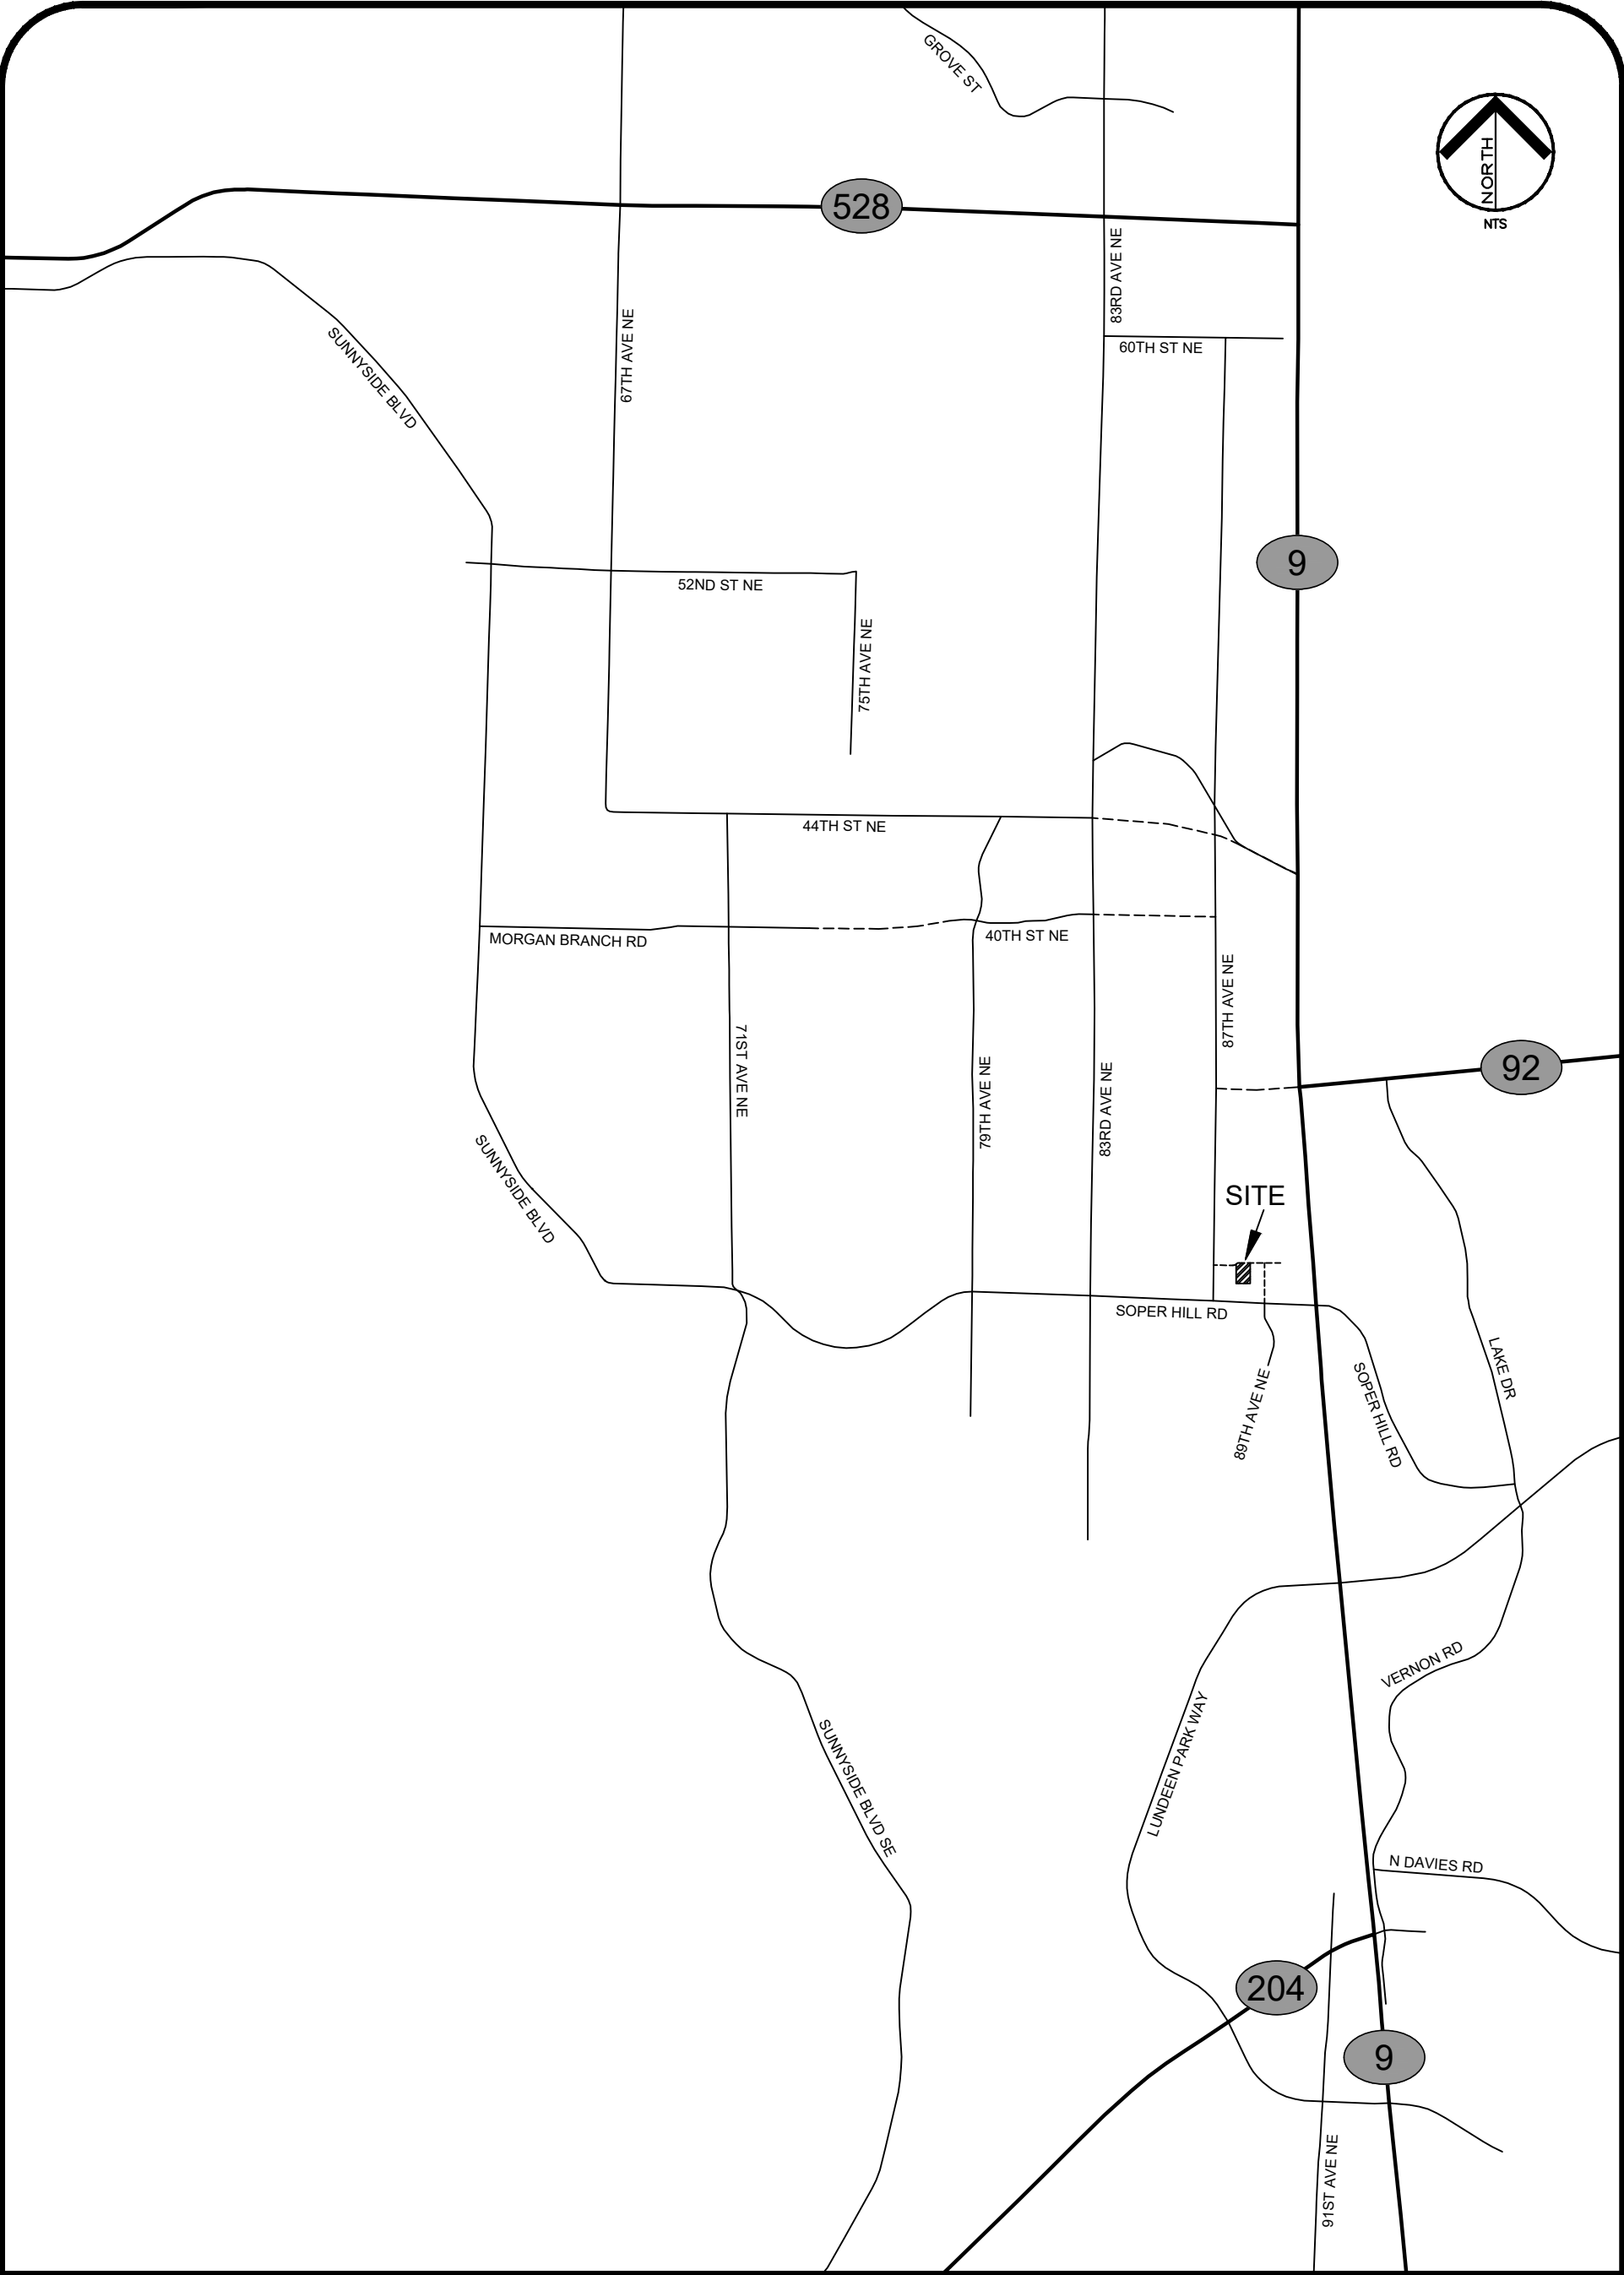 GROVE ST
NORTH
NTS
528
83RD AVE NE
67TH AVE NE
SUNNYSIDE BLVD
60TH ST NE
9
52ND ST NE
75TH AVE NE
44TH ST NE
MORGAN BRANCH RD
40TH ST NE
87TH AVE NE
71ST AVE NE
79TH AVE NE
83RD AVE NE
92
SUNNYSIDE BLVD
SITE
SOPER HILL RD
89TH AVE NE
SOPER HILL RD
LAKE DR
VERNON RD
LUNDEEN PARK WAY
SUNNYSIDE BLVD SE
N DAVIES RD
204
9
91ST AVE NE